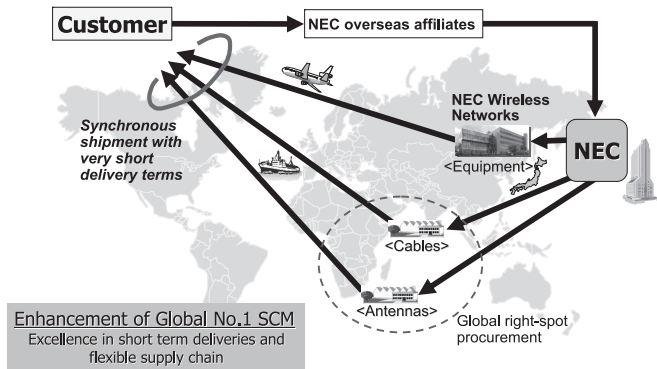 Customer
NEC overseas affiliates
NEC Wireless
Networks
<Equipment>
NEC
Synchronous
shipment with
very short
delivery terms
<Cables>
<Antennas>
Global right-spot
procurement
Enhancement of Global No.1 SCM
Excellence in short term deliveries and
flexible supply chain